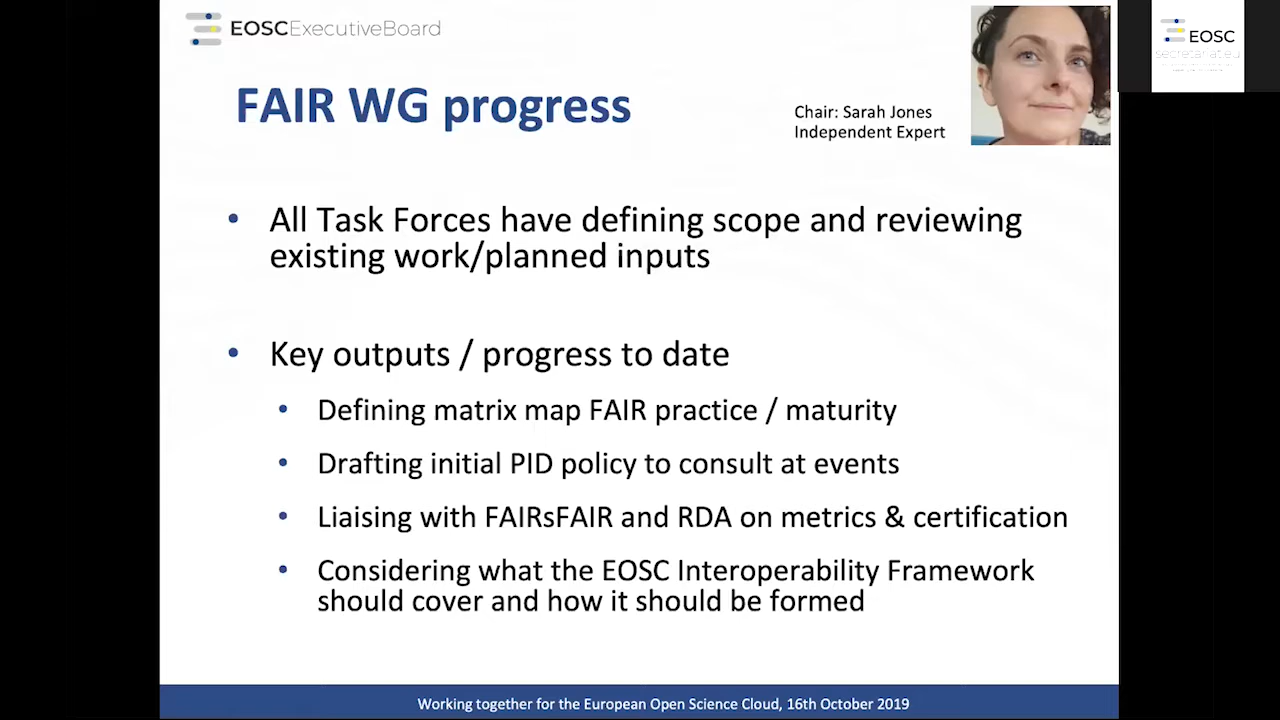 EOSCExecutiveBoard
FAIR WG progress
Chair: Sarah Jones
Independent Expert
EOSC
secretariat.eu
• All Task Forces have defining scope and reviewing
existing work/planned inputs
• Key outputs / progress to date
• Defining matrix map FAIR practice / maturity
• Drafting initial PID policy to consult at events
• Liaising with FAIRsFAIR and RDA on metrics & certification
• Considering what the EOSC Interoperability Framework
should cover and how it should be formed
Working together for the European Open Science Cloud, 16th October 2019